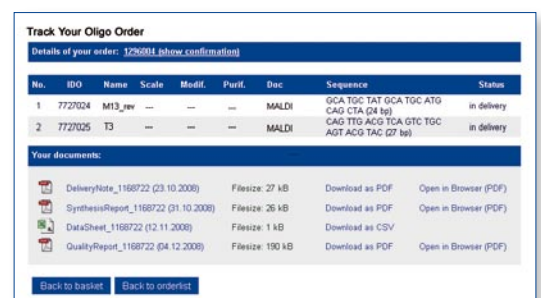 Track Your Oligo Order
Details of your order: 1296004 (show confirmation)
No. IDO Name Scale Modif. Purif. Doc Sequence Status
1 7727024 M13_rev --- --- --- MALDI GCA TGC TAT GCA TGC ATG CAG CTA (24 bp) in delivery
2 7727025 T3 --- --- --- MALDI CAG TTG ACG TCA GTC TGC AGT ACG TAC (27 bp) in delivery
Your documents:
DeliveryNote_1168722 (23.10.2008) Filesize: 27 kB Download as PDF Open in Browser (PDF)
SynthesisReport_1168722 (31.10.2008) Filesize: 26 kB Download as PDF Open in Browser (PDF)
DataSheet_1168722 (12.11.2008) Filesize: 1 kB Download as CSV
QualityReport_1168722 (04.12.2008) Filesize: 190 kB Download as PDF Open in Browser (PDF)
Back to basket Back to orderlist